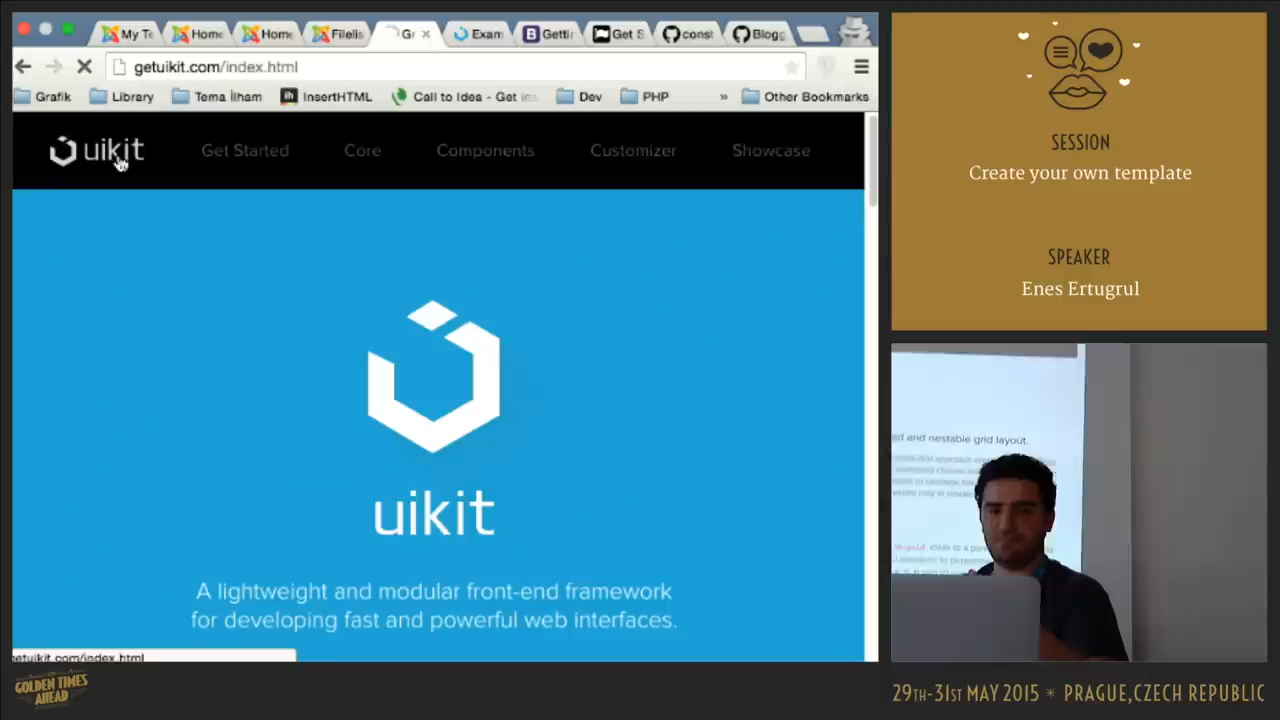 My Te
Home
Home
Filelis
Gr
Exam
Gettir
Get S
const
Blogg
getuikit.com/index.html
Grafik
Library
Tema İlham
InsertHTML
Call to Idea - Get ins
Dev
PHP
»
Other Bookmarks
uikit
Get Started
Core
Components
Customizer
Showcase
uikit
A lightweight and modular front-end framework
for developing fast and powerful web interfaces.
getuikit.com/index.html
SESSION
Create your own template
SPEAKER
Enes Ertugrul
ed and nestable grid layout.
GOLDEN TIMES
AHEAD
29TH-31ST MAY 2015 * PRAGUE,CZECH REPUBLIC